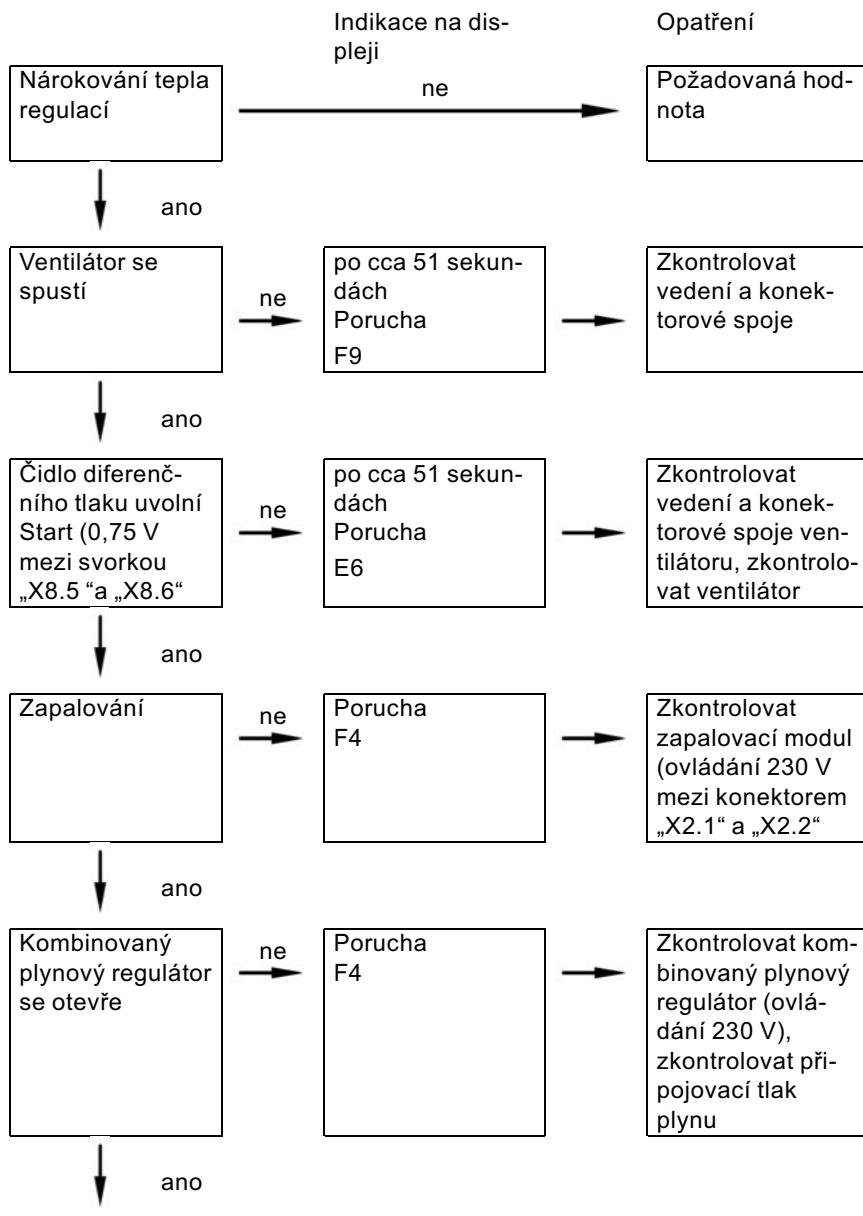 Indikace na dis-
pleji
Opatření
Nárokování tepla
regulací
ne
Požadovaná hod-
nota
ano
Ventilátor se
spustí
ne
po cca 51 sekun-
dách
Porucha
F9
Zkontrolovat
vedení a konek-
torové spoje
ano
Čidlo diferenč-
ního tlaku uvolní
Start (0,75 V
mezi svorkou
„X8.5 “a „X8.6“
ne
po cca 51 sekun-
dách
Porucha
E6
Zkontrolovat
vedení a konek-
torové spoje ven-
tilátoru, zkontrolo-
vat ventilátor
ano
Zapalování
ne
Porucha
F4
Zkontrolovat
zapalovací modul
(ovládání 230 V
mezi konektorem
„X2.1“ a „X2.2“
ano
Kombinovaný
plynový regulátor
se otevře
ne
Porucha
F4
Zkontrolovat kom-
binovaný plynový
regulátor (ovlá-
dání 230 V),
zkontrolovat při-
pojovací tlak
plynu
ano